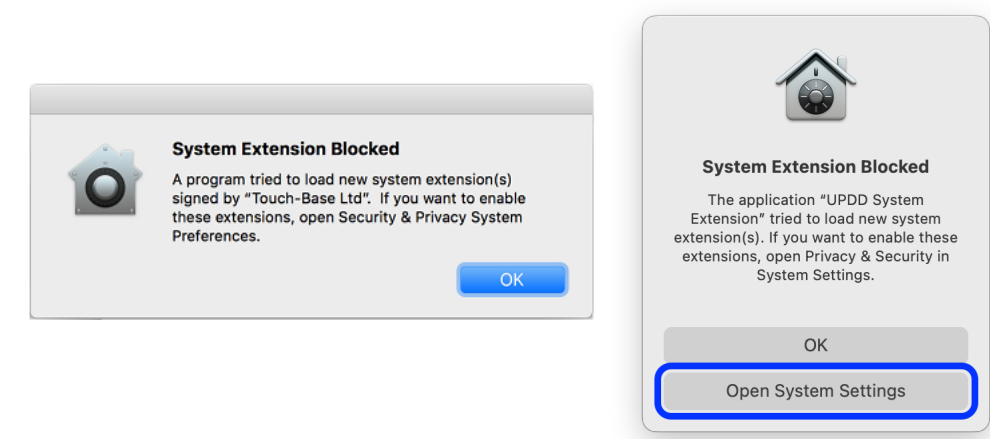 System Extension Blocked
A program tried to load new system extension(s)
signed by “Touch-Base Ltd”.  If you want to enable
these extensions, open Security & Privacy System
Preferences.
OK
System Extension Blocked
The application “UPDD System
Extension” tried to load new system
extension(s). If you want to enable these
extensions, open Privacy & Security in
System Settings.
OK
Open System Settings